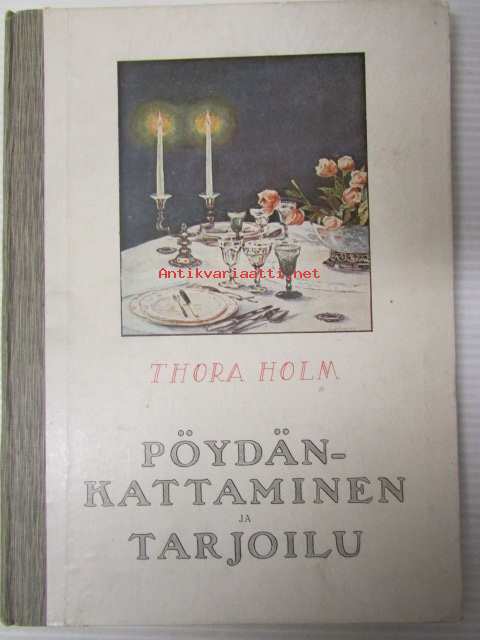 Antikvariaatti.net
THORA HOLM
PÖYDÄN-
KATTAMINEN
JA
TARJOILU